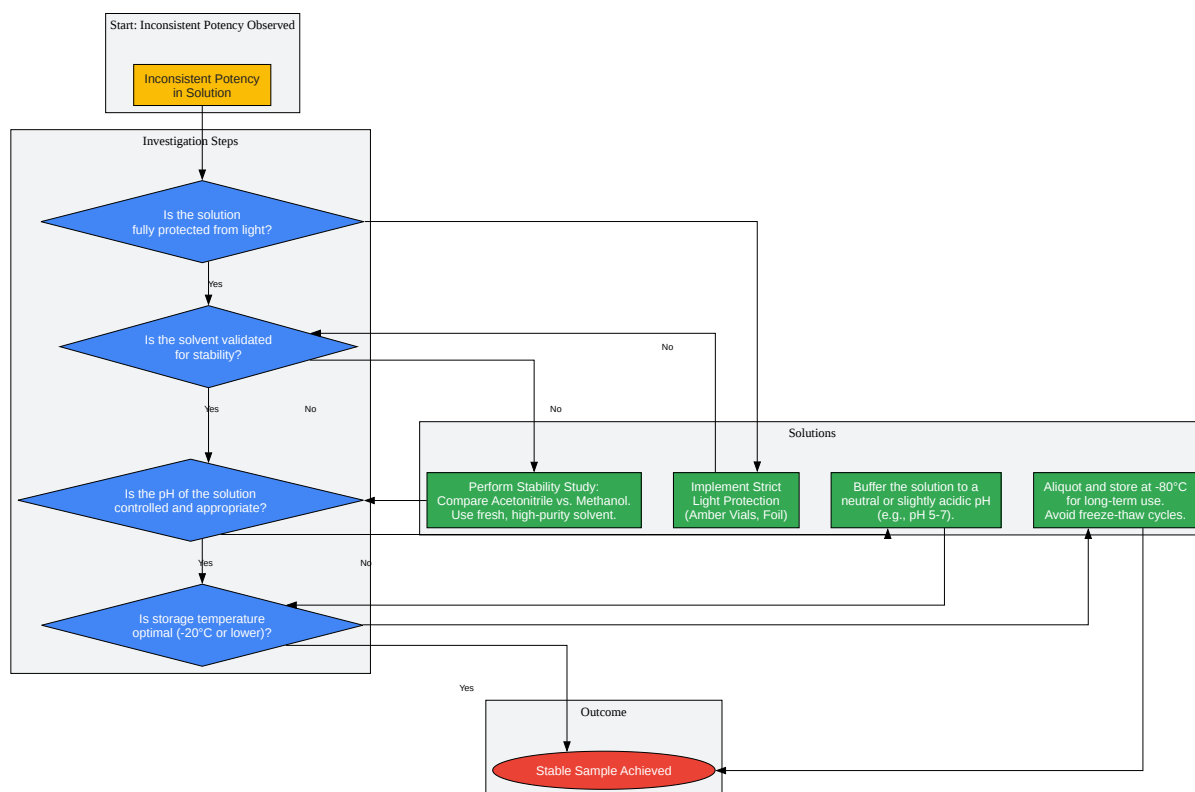 Start: Inconsistent Potency Observed
Inconsistent Potency
in Solution
Investigation Steps
Is the solution
fully protected from light?
Yes
Is the solvent validated
for stability?
No
Yes
No
No
Solutions
Is the pH of the solution
controlled and appropriate?
Perform Stability Study:
Compare Acetonitrile vs. Methanol.
Use fresh, high-purity solvent.
Implement Strict
Light Protection
(Amber Vials, Foil)
Buffer the solution to a
neutral or slightly acidic pH
(e.g., pH 5-7).
Aliquot and store at -80°C
for long-term use.
Avoid freeze-thaw cycles.
Yes
No
Is storage temperature
optimal (-20°C or lower)?
Yes
Outcome
Stable Sample Achieved